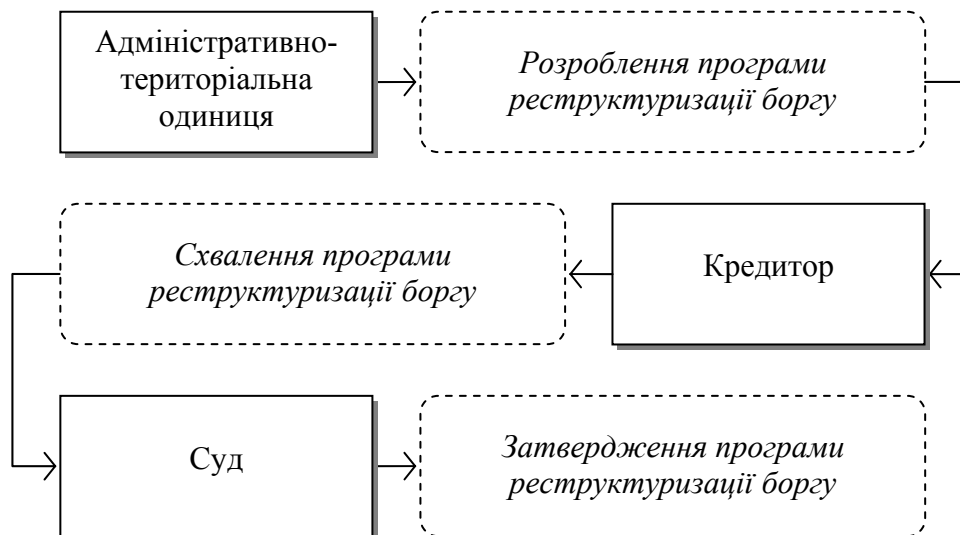 Адміністративно-
територіальна
одиниця
Розроблення програми
реструктуризації боргу
Схвалення програми
реструктуризації боргу
Кредитор
Суд
Затвердження програми
реструктуризації боргу